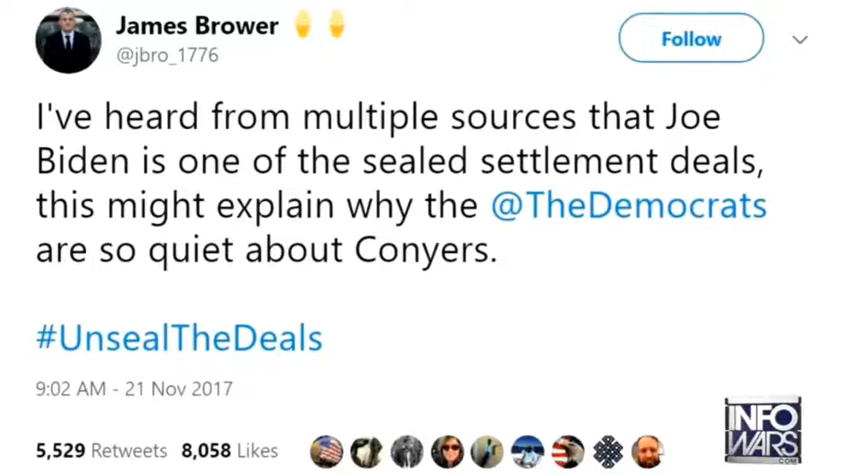 James Brower
@jbro_1776
Follow
I've heard from multiple sources that Joe
Biden is one of the sealed settlement deals,
this might explain why the @TheDemocrats
are so quiet about Conyers.
#UnsealTheDeals
9:02 AM - 21 Nov 2017
5,529 Retweets 8,058 Likes
INFO
WARS
.COM